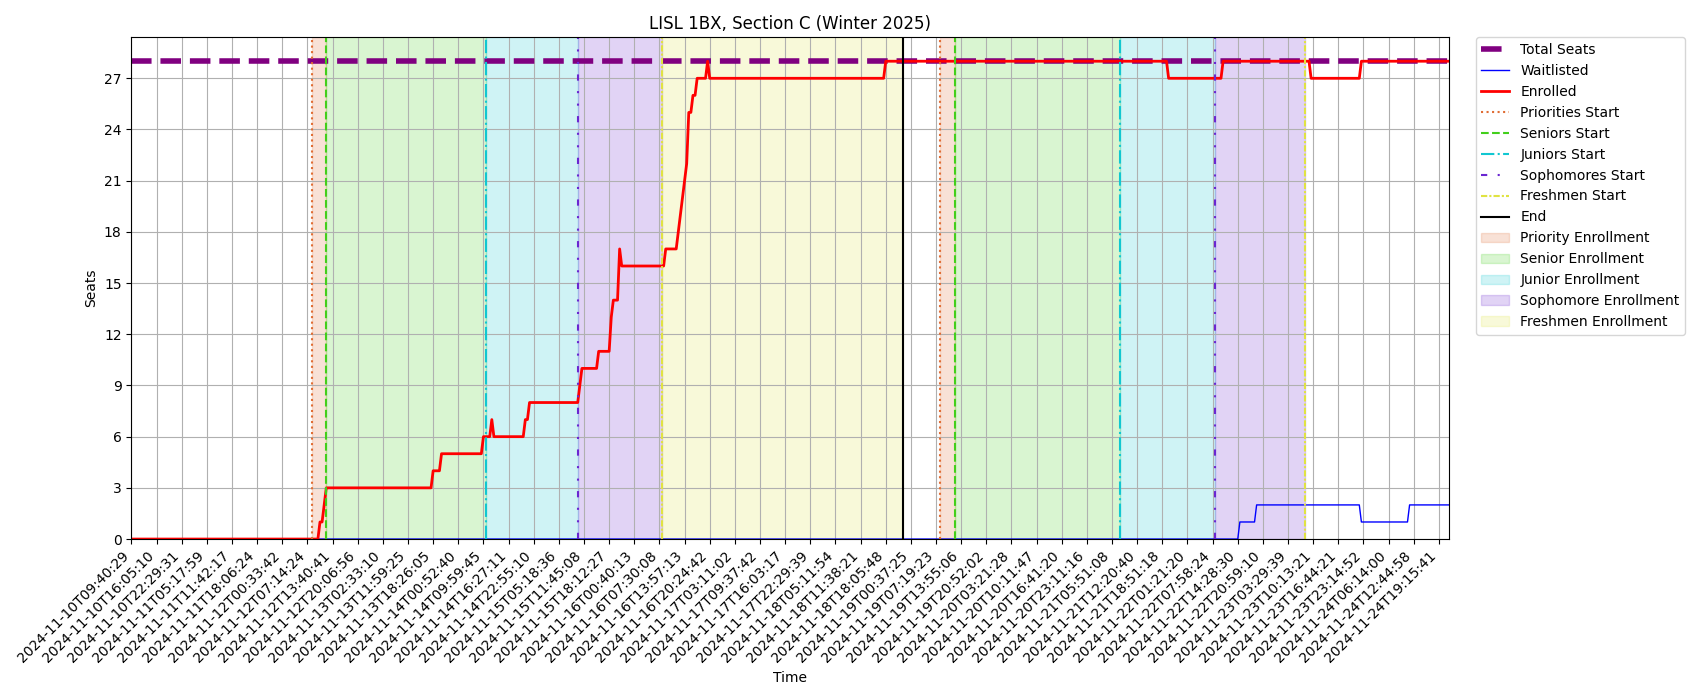 LISL 1BX, Section C (Winter 2025)
Seats
27
24
21
18
15
12
9
6
3
0
2024-11-10T09:40:29
2024-11-10T16:05:10
2024-11-10T22:29:31
2024-11-11T05:17:59
2024-11-11T11:42:17
2024-11-11T18:06:24
2024-11-12T00:33:42
2024-11-12T07:14:24
2024-11-12T13:40:41
2024-11-12T20:06:56
2024-11-13T02:33:10
2024-11-13T11:59:25
2024-11-13T18:26:05
2024-11-14T00:52:40
2024-11-14T09:59:45
2024-11-14T16:27:11
2024-11-14T22:55:10
2024-11-15T05:18:36
2024-11-15T11:45:08
2024-11-15T18:12:27
2024-11-16T00:40:13
2024-11-16T07:30:08
2024-11-16T13:57:13
2024-11-16T20:24:42
2024-11-17T03:11:02
2024-11-17T09:37:42
2024-11-17T16:03:17
2024-11-17T22:29:39
2024-11-18T05:11:54
2024-11-18T11:38:21
2024-11-18T18:05:48
2024-11-19T00:37:25
2024-11-19T07:19:23
2024-11-19T13:55:06
2024-11-19T20:52:02
2024-11-20T03:21:28
2024-11-20T10:11:47
2024-11-20T16:41:20
2024-11-20T23:11:16
2024-11-21T05:51:08
2024-11-21T12:20:40
2024-11-21T18:51:18
2024-11-22T01:21:20
2024-11-22T07:58:24
2024-11-22T14:28:30
2024-11-22T20:59:10
2024-11-23T03:29:39
2024-11-23T10:13:21
2024-11-23T16:44:21
2024-11-23T23:14:52
2024-11-24T06:14:00
2024-11-24T12:44:58
2024-11-24T19:15:41
Time
Total Seats
Waitlisted
Enrolled
Priorities Start
Seniors Start
Juniors Start
Sophomores Start
Freshmen Start
End
Priority Enrollment
Senior Enrollment
Junior Enrollment
Sophomore Enrollment
Freshmen Enrollment